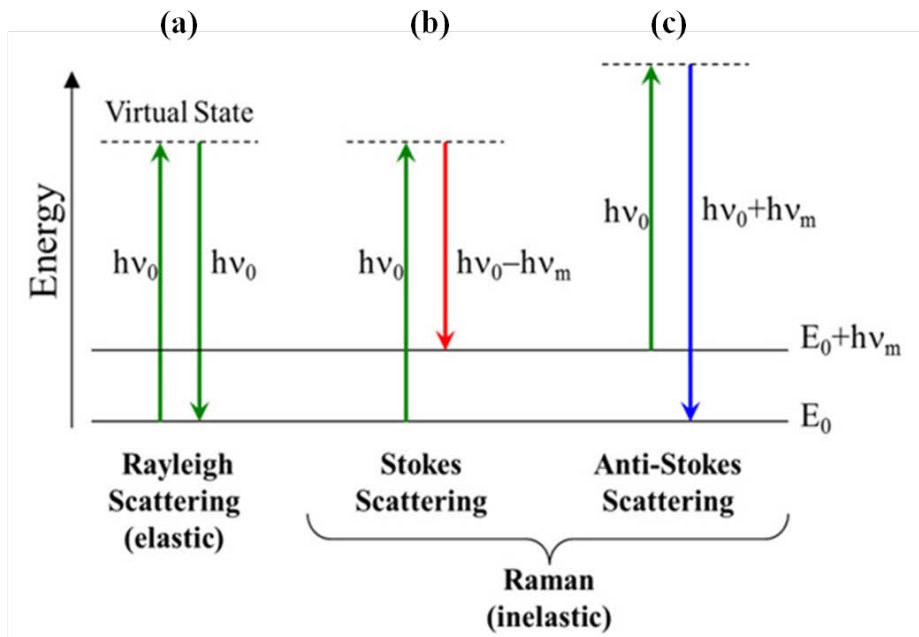 (a)
(b)
(c)
Energy
Virtual State
hν₀
hν₀
hν₀
hν₀–hνₘ
hν₀
hν₀+hνₘ
E₀+hνₘ
E₀
Rayleigh
Scattering
(elastic)
Stokes
Scattering
Anti-Stokes
Scattering
Raman
(inelastic)